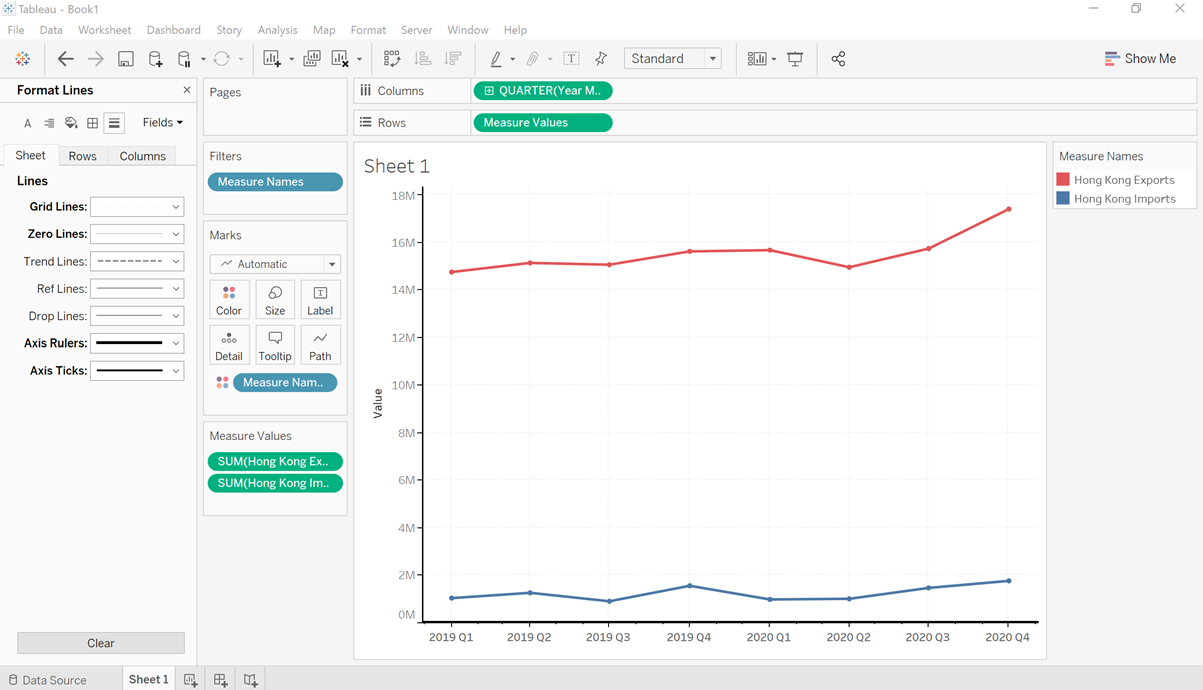 Tableau - Book1
File Data Worksheet Dashboard Story Analysis Map Format Server Window Help
Standard
Show Me
Format Lines
A
Fields
Sheet Rows Columns
Lines
Grid Lines:
Zero Lines:
Trend Lines:
Ref Lines:
Drop Lines:
Axis Rulers:
Axis Ticks:
Clear
Pages
Filters
Measure Names
Marks
Automatic
Color Size Label
T
Detail Tooltip Path
Measure Nam..
Measure Values
SUM(Hong Kong Ex..
SUM(Hong Kong Im..
Columns QUARTER(Year M..
Rows Measure Values
Sheet 1
18M
16M
14M
12M
10M
8M
6M
4M
2M
0M
Value
2019 Q1 2019 Q2 2019 Q3 2019 Q4 2020 Q1 2020 Q2 2020 Q3 2020 Q4
Measure Names
Hong Kong Exports
Hong Kong Imports
Data Source Sheet 1